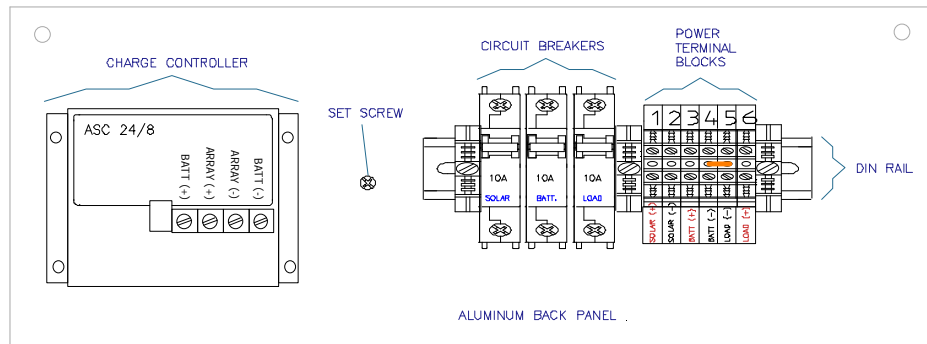 CHARGE CONTROLLER
ASC 24/8
BATT (+)
ARRAY (+)
ARRAY (-)
BATT (-)
SET SCREW
CIRCUIT BREAKERS
10A
SOLAR
10A
BATT.
10A
LOAD
POWER
TERMINAL
BLOCKS
1 2 3 4 5 6
SOLAR (+)
SOLAR (-)
BATT (+)
BATT (-)
LOAD (-)
LOAD (+)
DIN RAIL
ALUMINUM BACK PANEL .